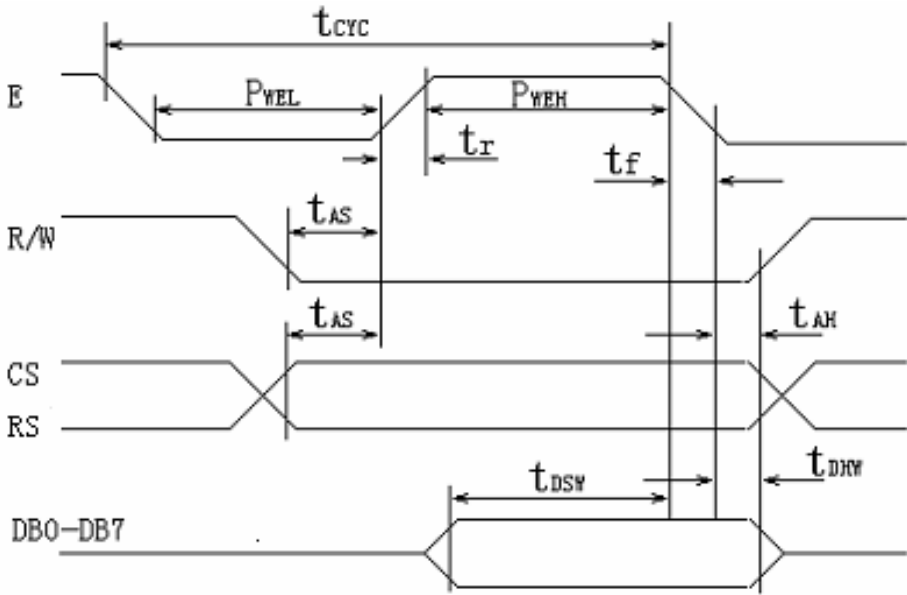 tCYC
E
PWEL
PWEH
tr
tf
R/W
tAS
tAS
tAH
CS
RS
tDSW
tDHW
DB0-DB7